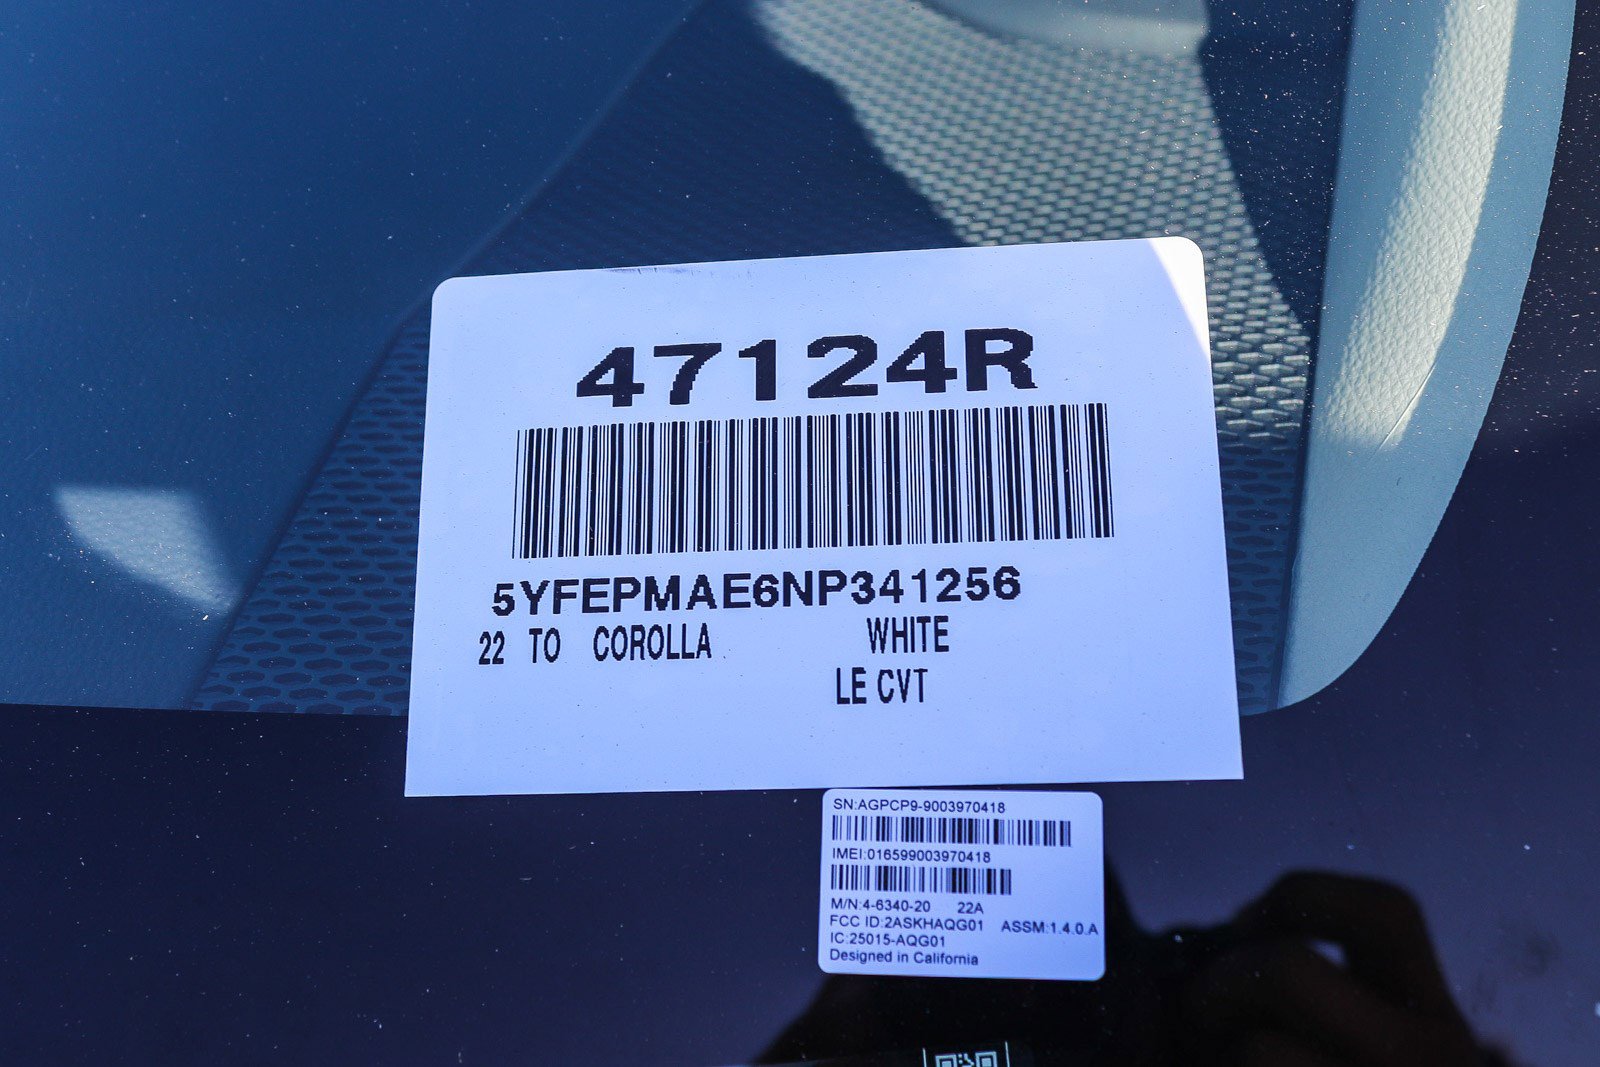 47124R
5YFEPMAE6NP341256
22 TO COROLLA WHITE
LE CVT
SN:AGPCP9-9003970418
IMEI:016599003970418
M/N:4-6340-20 22A
FCC ID:2ASKHAQG01 ASSM:1.4.0.A
IC:25015-AQG01
Designed in California